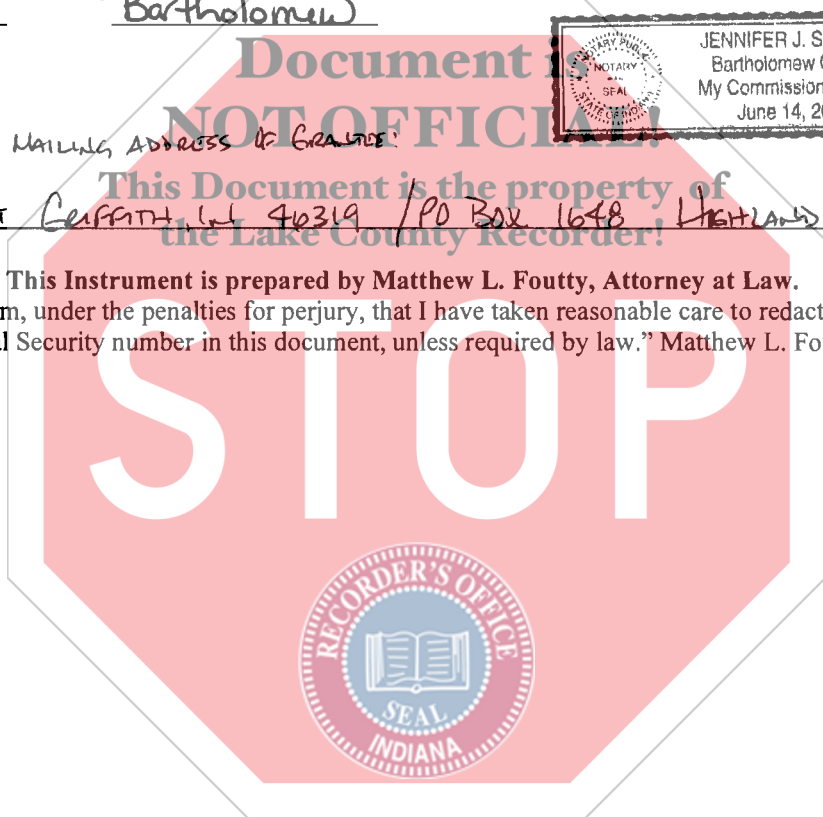 Bartholomew
JENNIFER J. S
Bartholomew C
My Commission
June 14, 20
NOTARY PUBLIC
NOTARY
SEAL
STATE OF INDIANA
Document is
NOT OFFICIAL!
MAILING ADDRESS OF GRANTEE:
This Document is the property of
the Lake County Recorder!
GRIFFITH, IN 46319 / PO BOX 1648 HIGHLAND
This Instrument is prepared by Matthew L. Foutty, Attorney at Law.
m, under the penalties for perjury, that I have taken reasonable care to redact
l Security number in this document, unless required by law.” Matthew L. Fo
STOP
RECORDER'S OFFICE
SEAL
INDIANA